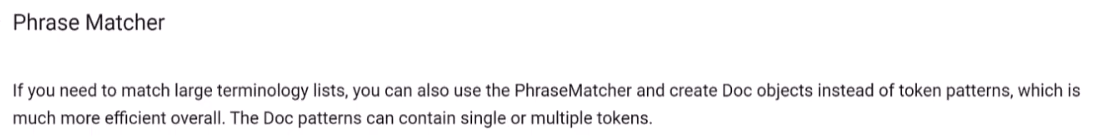 Phrase Matcher
If you need to match large terminology lists, you can also use the PhraseMatcher and create Doc objects instead of token patterns, which is
much more efficient overall. The Doc patterns can contain single or multiple tokens.